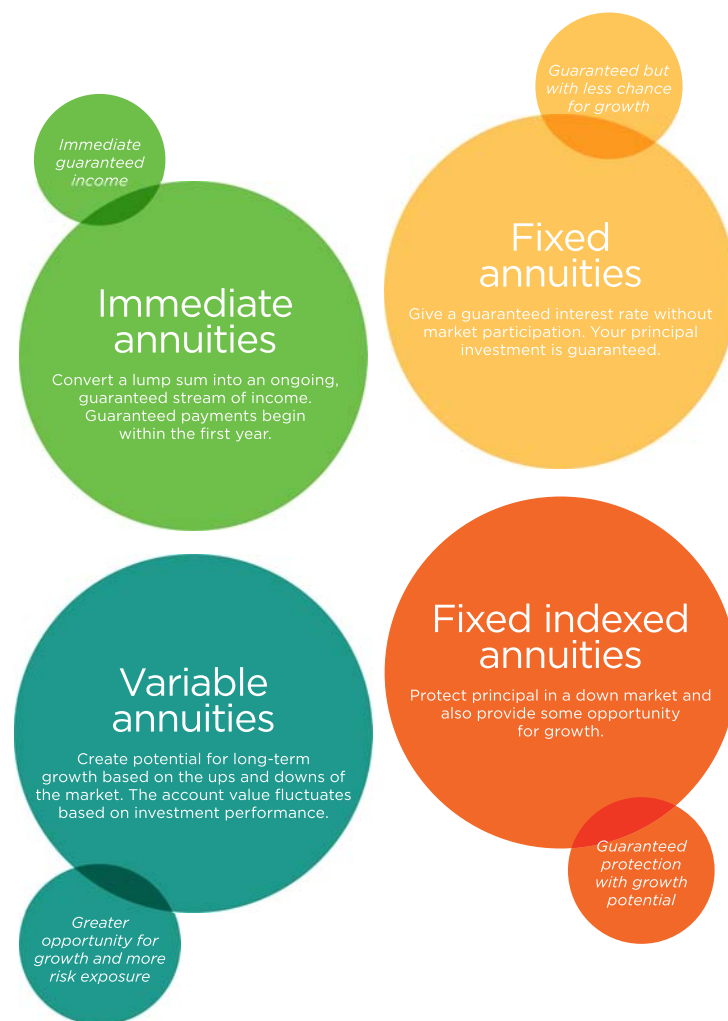 Immediate
guaranteed
income
Immediate
annuities
Convert a lump sum into an ongoing,
guaranteed stream of income.
Guaranteed payments begin
within the first year.
Guaranteed but
with less chance
for growth
Fixed
annuities
Give a guaranteed interest rate without
market participation. Your principal
investment is guaranteed.
Variable
annuities
Create potential for long-term
growth based on the ups and downs of
the market. The account value fluctuates
based on investment performance.
Greater
opportunity for
growth and more
risk exposure
Fixed indexed
annuities
Protect principal in a down market and
also provide some opportunity
for growth.
Guaranteed
protection
with growth
potential